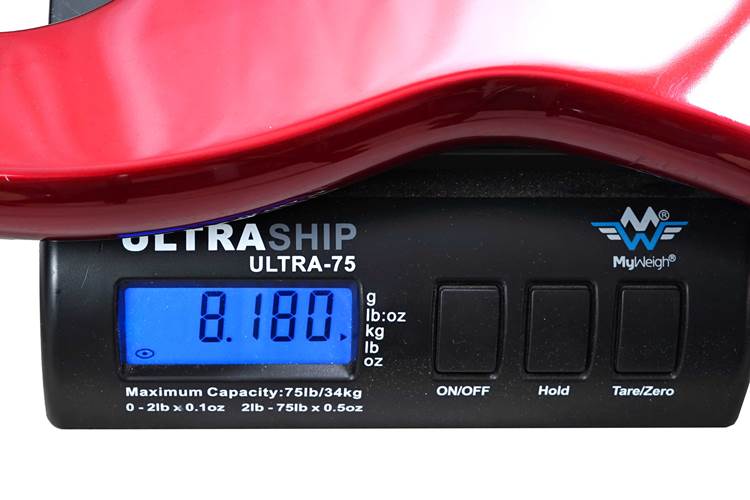 ULTRASHIP
ULTRA-75
MW®
MyWeigh®
8.180
g
lb:oz
kg
lb
oz
Maximum Capacity:75lb/34kg
0 - 2lb x 0.1oz 2lb - 75lb x 0.5oz
ON/OFF
Hold
Tare/Zero